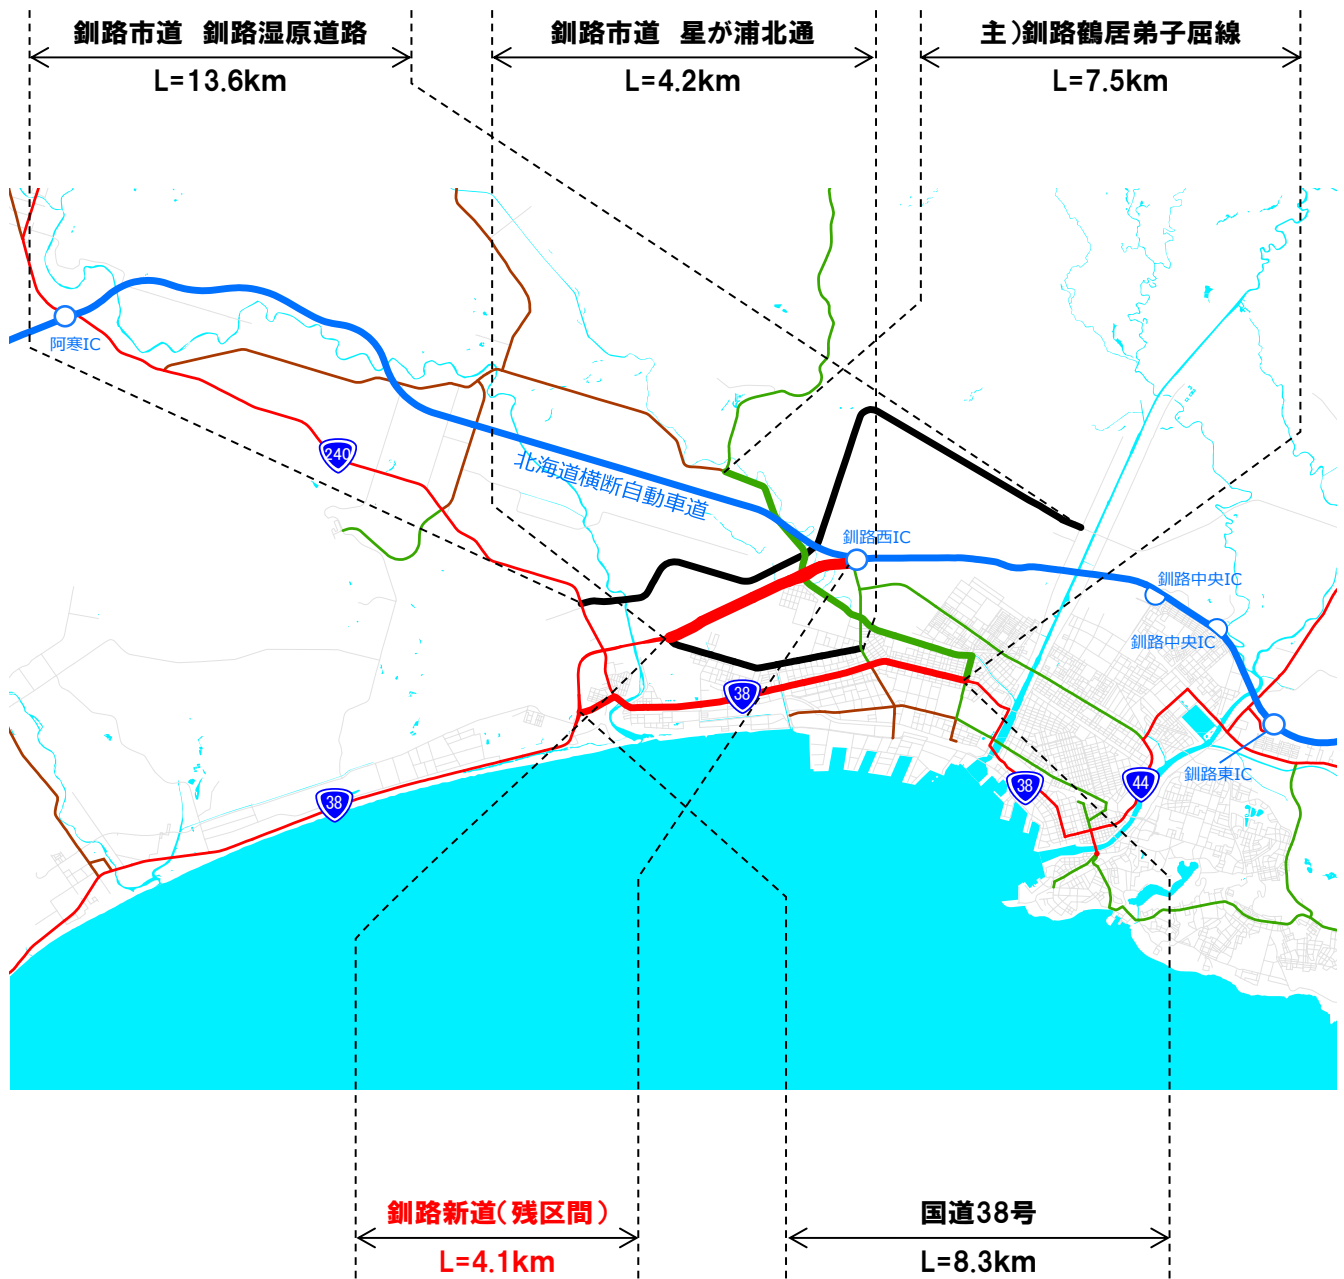 釧路市道　釧路湿原道路
L=13.6km
釧路市道　星が浦北通
L=4.2km
主)釧路鶴居弟子屈線
L=7.5km
阿寒IC
240
北海道横断自動車道
釧路西IC
釧路中央IC
釧路中央IC
38
釧路東IC
38
38
44
釧路新道(残区間)
L=4.1km
国道38号
L=8.3km